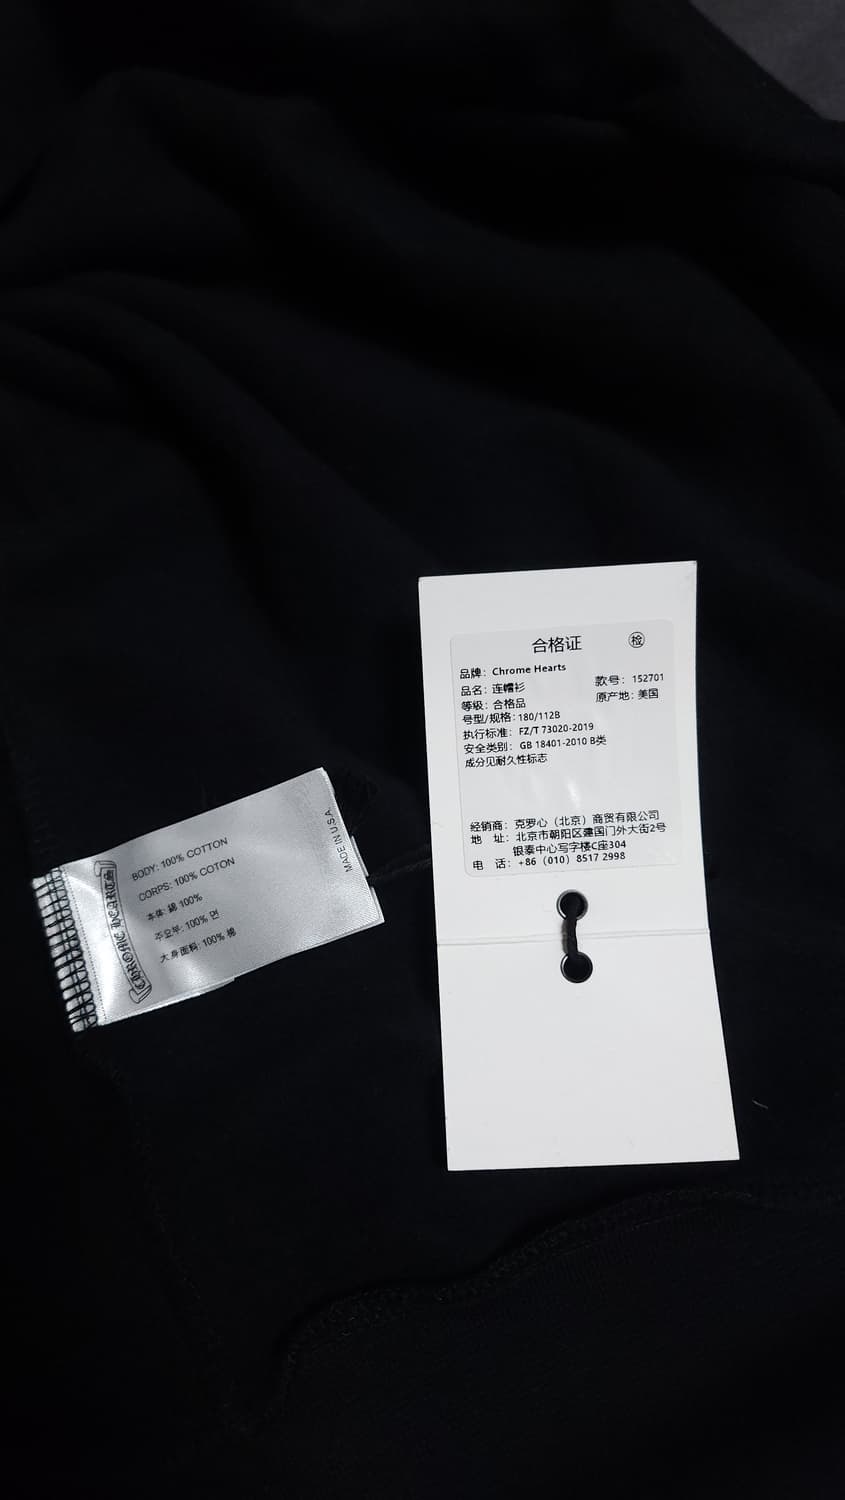 合格证
检
品牌：Chrome Hearts
品名：连帽衫
款号：152701
等级：合格品
原产地：美国
号型/规格：180/112B
执行标准：FZ/T 73020-2019
安全类别：GB 18401-2010 B类
成分见耐久性标志
经销商：克罗心（北京）商贸有限公司
地 址：北京市朝阳区建国门外大街2号
银泰中心写字楼C座304
电 话：+86（010）8517 2998
CHROME HEARTS
BODY: 100% COTTON
CORPS: 100% COTON
本体: 綿 100%
주요부: 100% 면
大身面料: 100% 棉
MADE IN U.S.A.